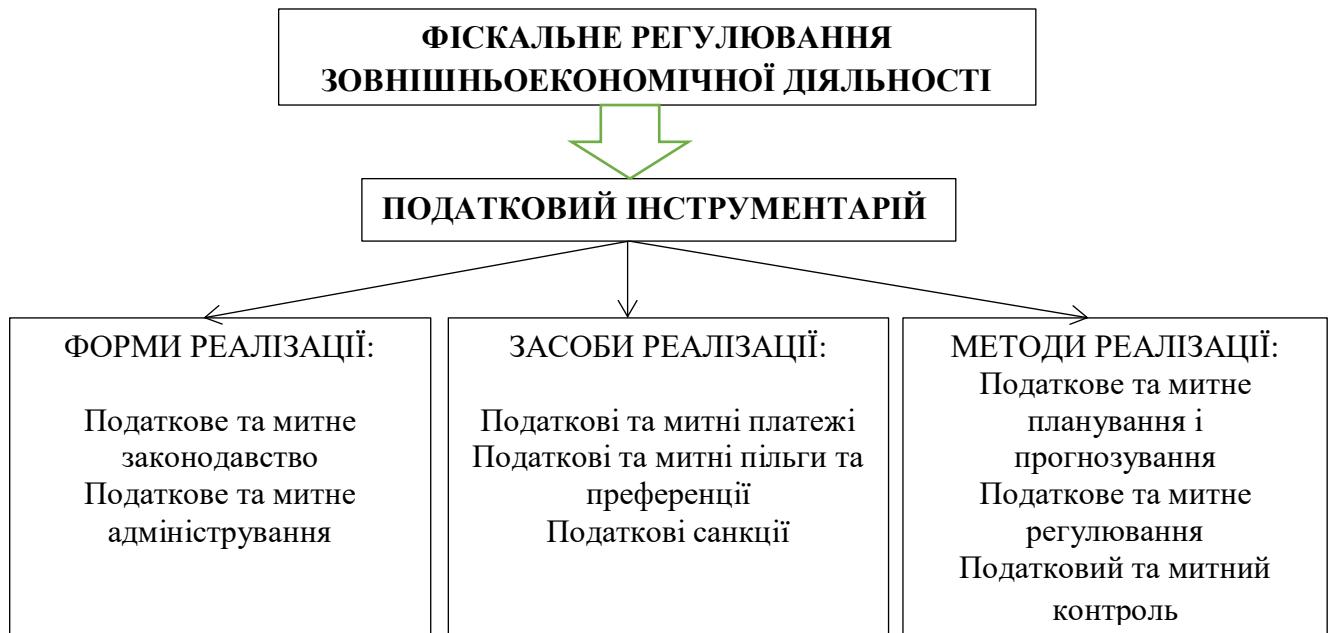 ФІСКАЛЬНЕ РЕГУЛЮВАННЯ
ЗОВНІШНЬОЕКОНОМІЧНОЇ ДІЯЛЬНОСТІ
ПОДАТКОВИЙ ІНСТРУМЕНТАРІЙ
ФОРМИ РЕАЛІЗАЦІЇ:
Податкове та митне
законодавство
Податкове та митне
адміністрування
ЗАСОБИ РЕАЛІЗАЦІЇ:
Податкові та митні платежі
Податкові та митні пільги та
преференції
Податкові санкції
МЕТОДИ РЕАЛІЗАЦІЇ:
Податкове та митне
планування і
прогнозування
Податкове та митне
регулювання
Податковий та митний
контроль